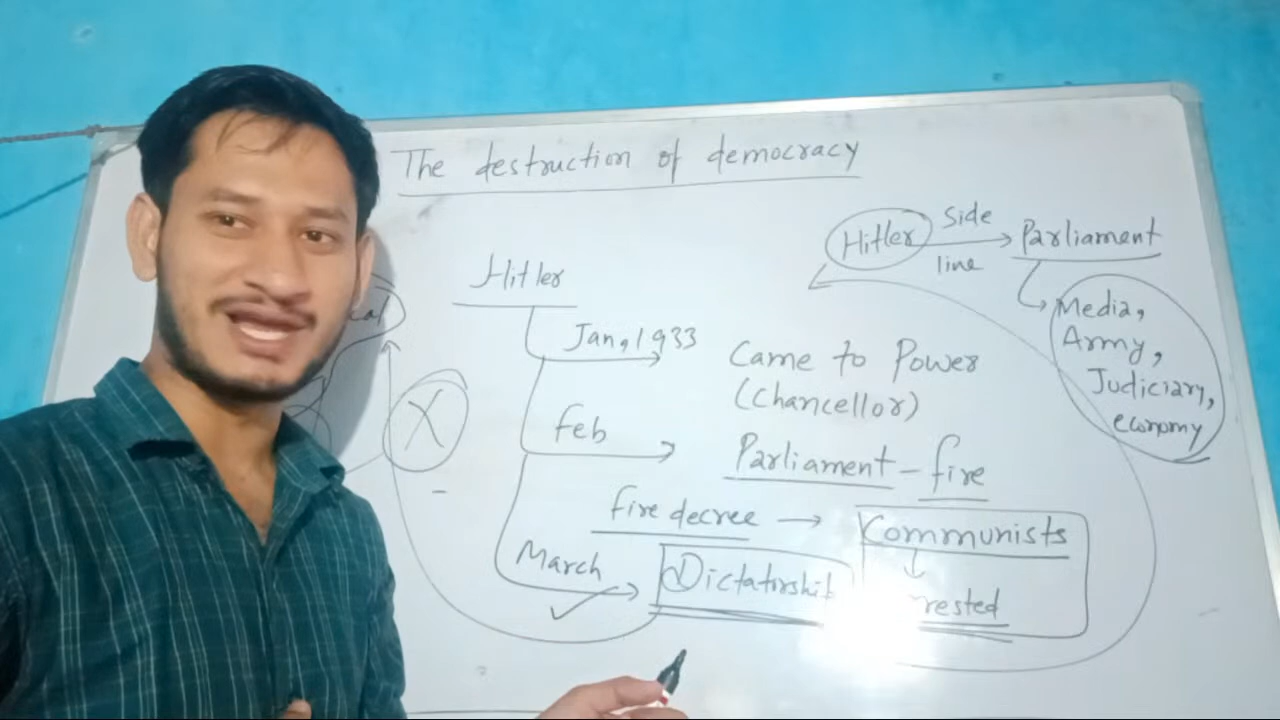 The destruction of democracy
Hitler side line Parliament
Media,
Army,
Judiciary,
economy
Hitler
Jan, 1933 Came to Power
(Chancellor)
Feb Parliament - fire
fire decree → Communists
March Dictatorship
X